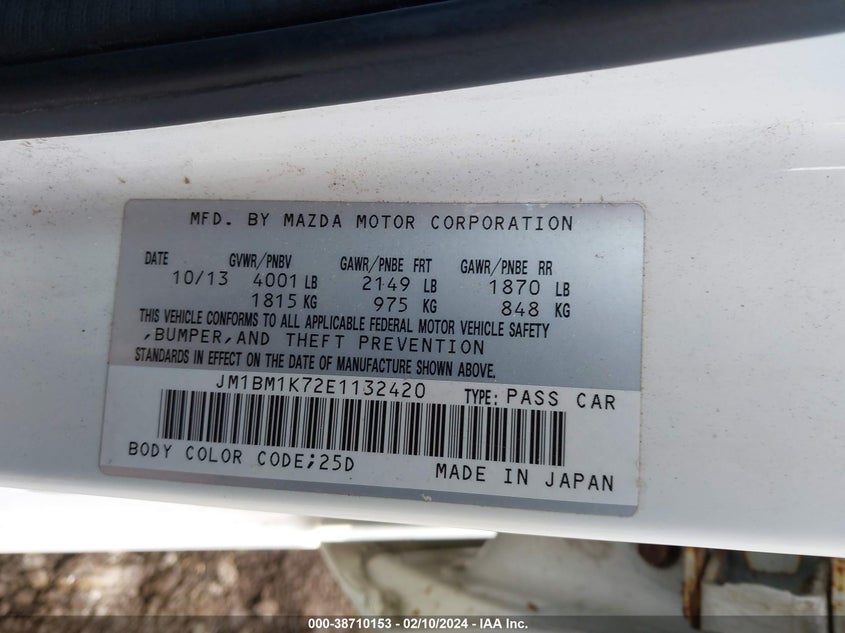 MFD. BY MAZDA MOTOR CORPORATION
DATE GVWR/PNBV GAWR/PNBE FRT GAWR/PNBE RR
10/13 4001 LB 2149 LB 1870 LB
1815 KG 975 KG 848 KG
THIS VEHICLE CONFORMS TO ALL APPLICABLE FEDERAL MOTOR VEHICLE SAFETY
,BUMPER,AND THEFT PREVENTION
STANDARDS IN EFFECT ON THE DATE OF MANUFACTURE SHOWN ABOVE.
JM1BM1K72E1132420 TYPE: PASS CAR
BODY COLOR CODE;25D MADE IN JAPAN
000-38710153 - 02/10/2024 - IAA Inc.